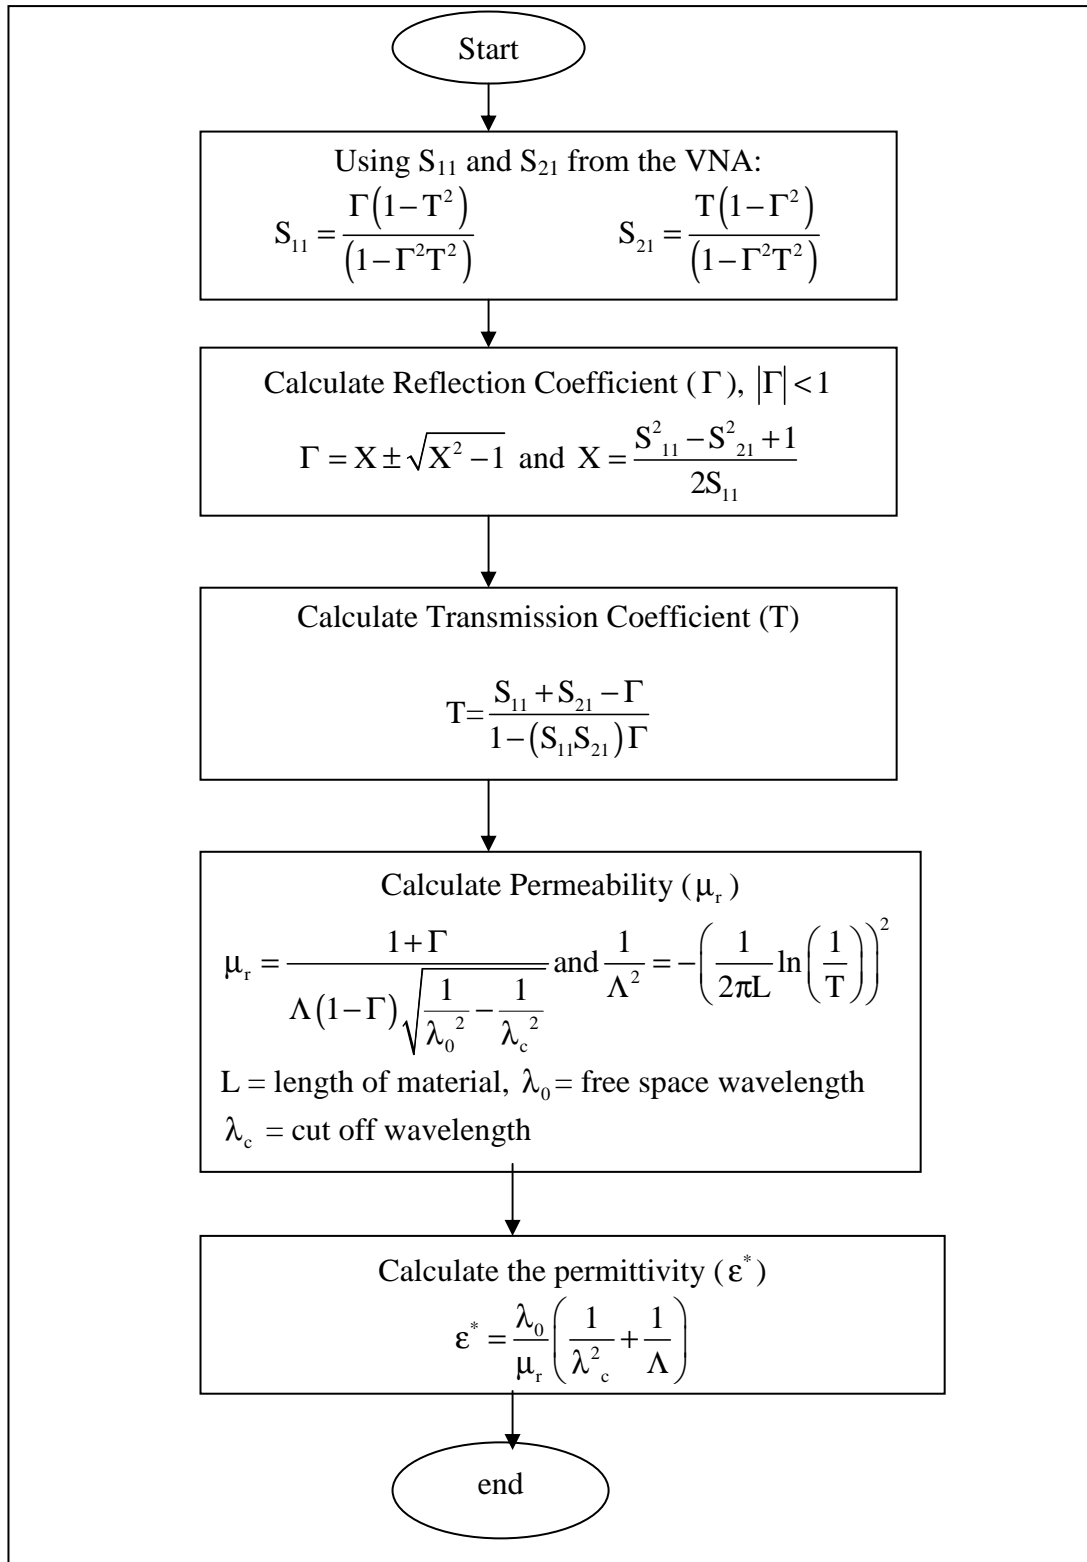 Start
Using S₁₁ and S₂₁ from the VNA:
S₁₁ = Γ(1−T²) / (1−Γ²T²)    S₂₁ = T(1−Γ²) / (1−Γ²T²)
Calculate Reflection Coefficient (Γ), |Γ| < 1
Γ = X ± √(X² −1) and X = (S²₁₁ − S²₂₁ + 1) / 2S₁₁
Calculate Transmission Coefficient (T)
T= (S₁₁ + S₂₁ − Γ) / (1−(S₁₁S₂₁)Γ)
Calculate Permeability (μᵣ)
μᵣ = (1+Γ) / (Λ(1−Γ)√(1/λ₀² − 1/λ_c²)) and 1/Λ² = −((1/2πL) ln(1/T))²
L = length of material, λ₀ = free space wavelength
λ_c = cut off wavelength
Calculate the permittivity (ε*)
ε* = (λ₀/μᵣ)(1/λ²_c + 1/Λ)
end